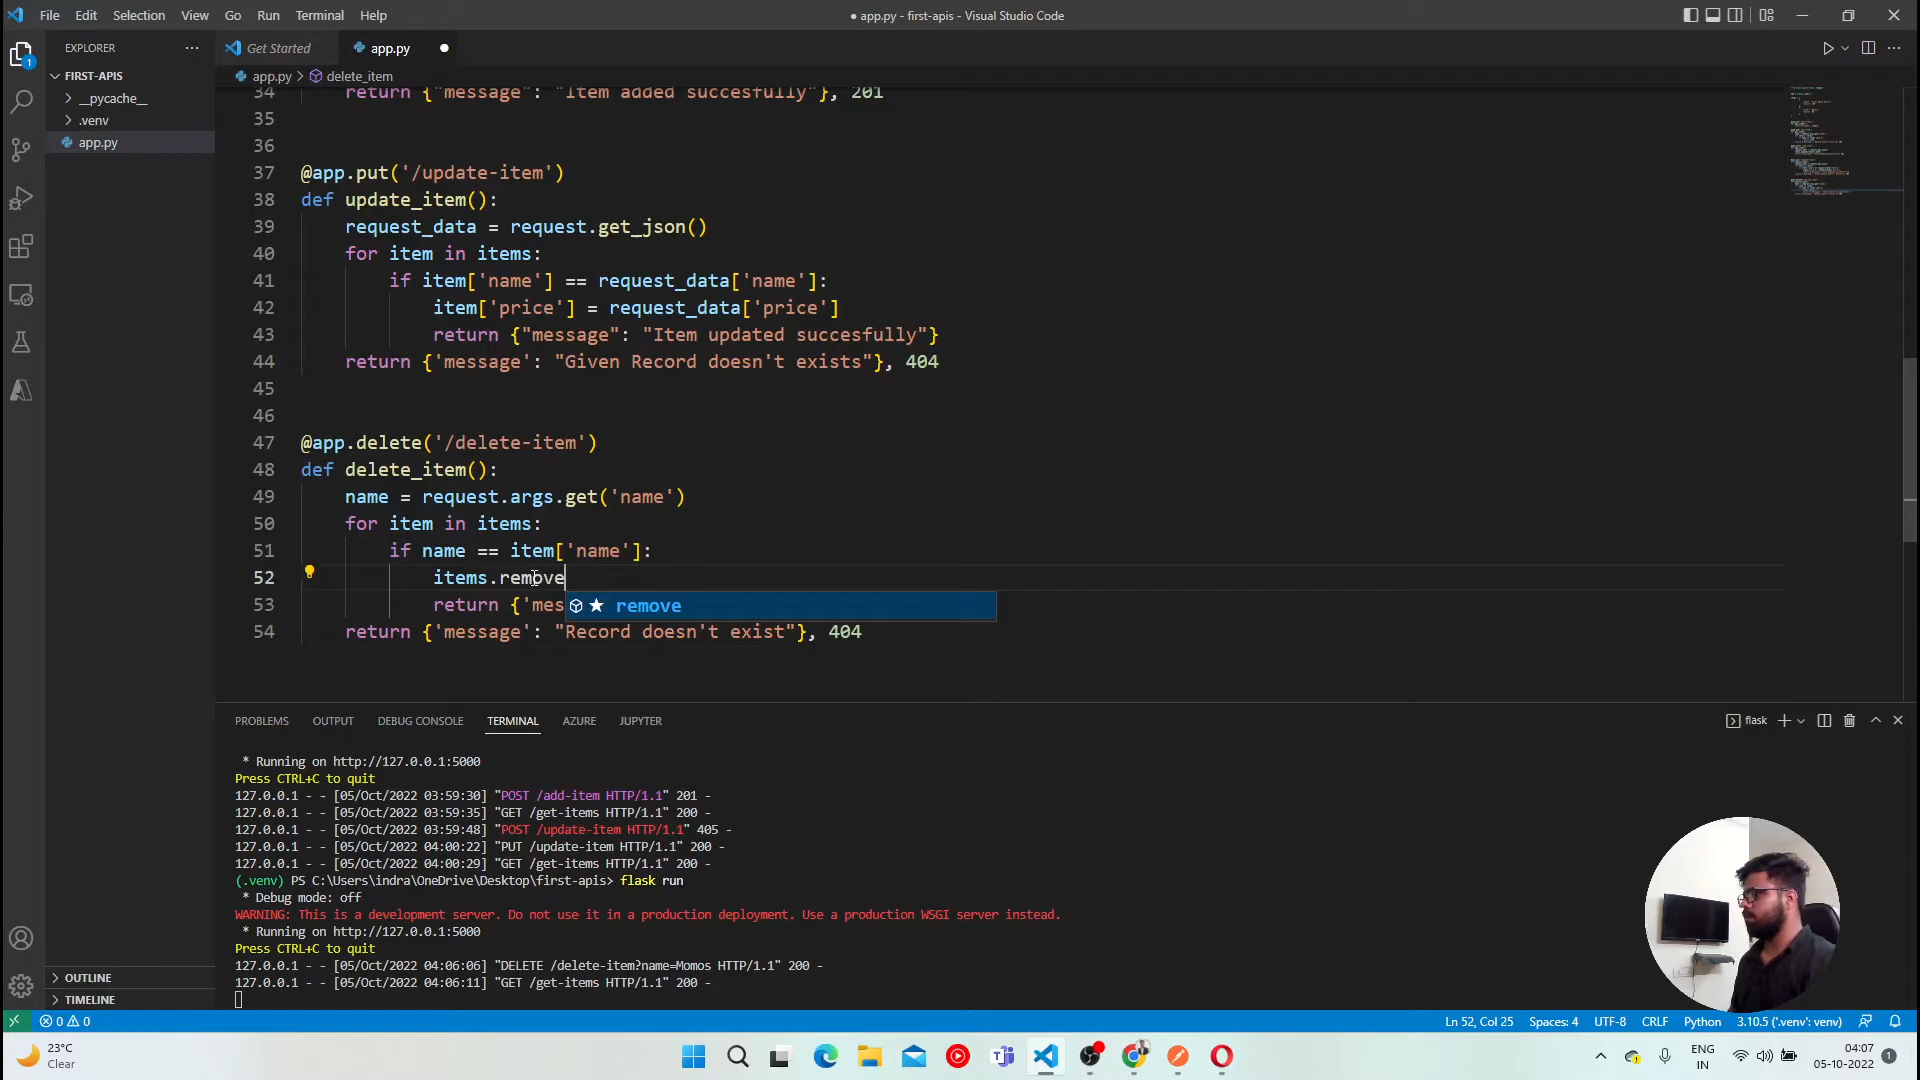 File Edit Selection View Go Run Terminal Help
● app.py - first-apis - Visual Studio Code
EXPLORER
Get Started
app.py
FIRST-APIS
app.py > delete_item
__pycache__
.venv
app.py
34 return {"message": "Item added succesfully"}, 201
35
36
37 @app.put('/update-item')
38 def update_item():
39 request_data = request.get_json()
40 for item in items:
41 if item['name'] == request_data['name']:
42 item['price'] = request_data['price']
43 return {"message": "Item updated succesfully"}
44 return {'message': "Given Record doesn't exists"}, 404
45
46
47 @app.delete('/delete-item')
48 def delete_item():
49 name = request.args.get('name')
50 for item in items:
51 if name == item['name']:
52 items.remove
53 return {'mes
remove
54 return {'message': "Record doesn't exist"}, 404
PROBLEMS OUTPUT DEBUG CONSOLE TERMINAL AZURE JUPYTER
flask
* Running on http://127.0.0.1:5000
Press CTRL+C to quit
127.0.0.1 - - [05/Oct/2022 03:59:30] "POST /add-item HTTP/1.1" 201 -
127.0.0.1 - - [05/Oct/2022 03:59:35] "GET /get-items HTTP/1.1" 200 -
127.0.0.1 - - [05/Oct/2022 03:59:48] "POST /update-item HTTP/1.1" 405 -
127.0.0.1 - - [05/Oct/2022 04:00:22] "PUT /update-item HTTP/1.1" 200 -
127.0.0.1 - - [05/Oct/2022 04:00:29] "GET /get-items HTTP/1.1" 200 -
(.venv) PS C:\Users\indra\OneDrive\Desktop\first-apis> flask run
* Debug mode: off
WARNING: This is a development server. Do not use it in a production deployment. Use a production WSGI server instead.
* Running on http://127.0.0.1:5000
Press CTRL+C to quit
127.0.0.1 - - [05/Oct/2022 04:06:06] "DELETE /delete-item?name=Momos HTTP/1.1" 200 -
127.0.0.1 - - [05/Oct/2022 04:06:11] "GET /get-items HTTP/1.1" 200 -
OUTLINE
TIMELINE
0 0
Ln 52, Col 25 Spaces: 4 UTF-8 CRLF Python 3.10.5 ('.venv': venv)
23°C
Clear
ENG
IN
04:07
05-10-2022
1